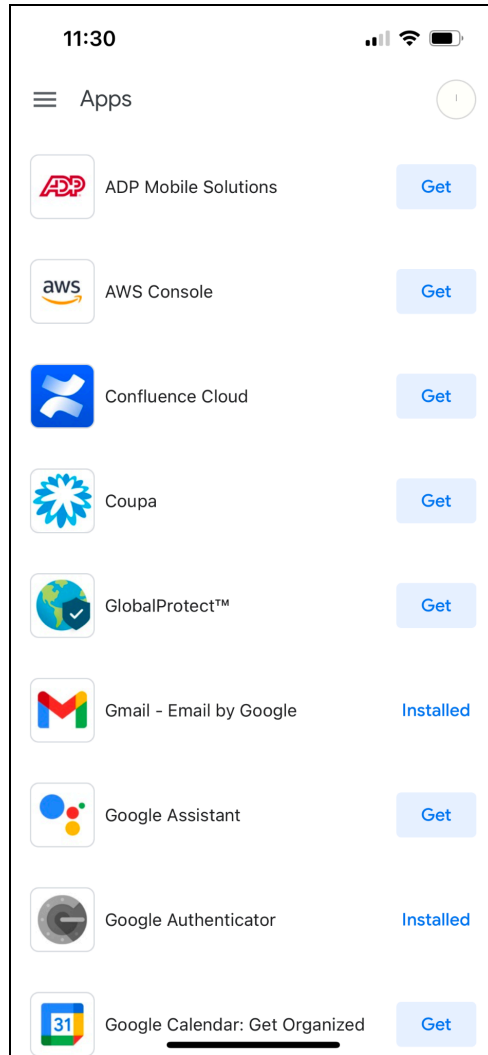 11:30
Apps
ADP
ADP Mobile Solutions
Get
aws
AWS Console
Get
Confluence Cloud
Get
Coupa
Get
GlobalProtect™
Get
Gmail - Email by Google
Installed
Google Assistant
Get
Google Authenticator
Installed
31
Google Calendar: Get Organized
Get